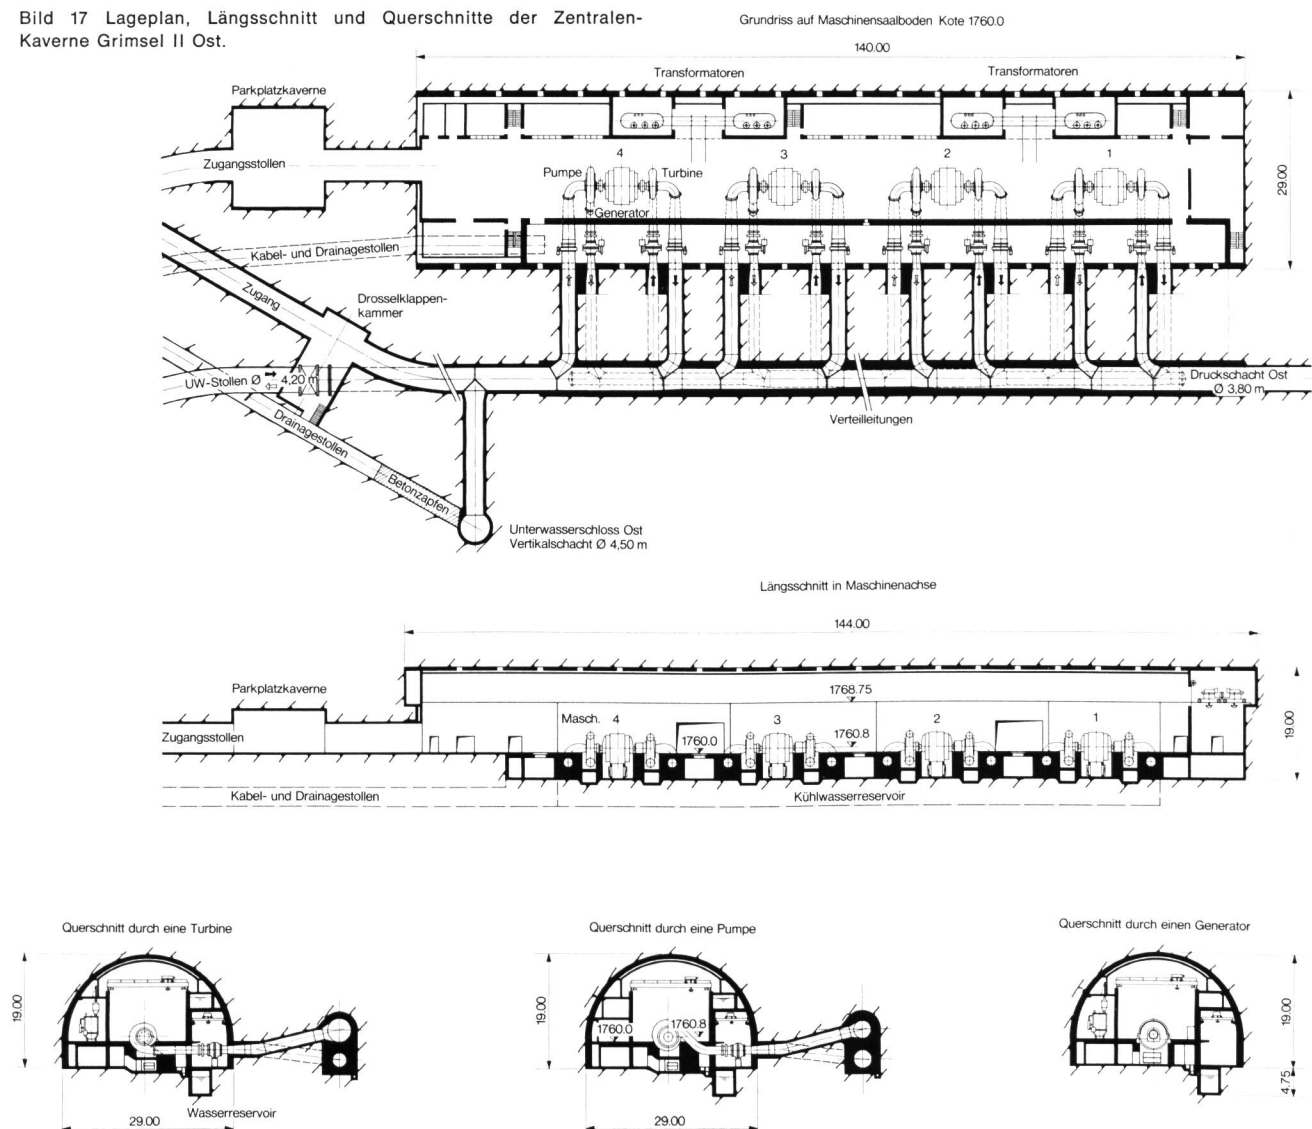 Bild 17 Lageplan, Längsschnitt und Querschnitte der Zentralen-
Kaverne Grimsel II Ost.
Grundriss auf Maschinensaalboden Kote 1760.0
140.00
Transformatoren
Transformatoren
Parkplatzkaverne
Zugangsstollen
4
3
2
1
Pumpe
Turbine
Generator
29.00
Kabel- und Drainagestollen
Zugang
Drosselklappen-
kammer
UW-Stollen Ø 4,20 m
Drainagestollen
Betonzapfen
Druckschacht Ost
Ø 3,80 m
Verteilleitungen
Unterwasserschloss Ost
Vertikalschacht Ø 4,50 m
Längsschnitt in Maschinenachse
144.00
Parkplatzkaverne
1768.75
Masch. 4
3
2
1
Zugangsstollen
1760.0
1760.8
19.00
Kabel- und Drainagestollen
Kühlwasserreservoir
Querschnitt durch eine Turbine
Querschnitt durch eine Pumpe
Querschnitt durch einen Generator
19.00
19.00
1760.0
1760.8
19.00
4.75
Wasserreservoir
29.00
29.00